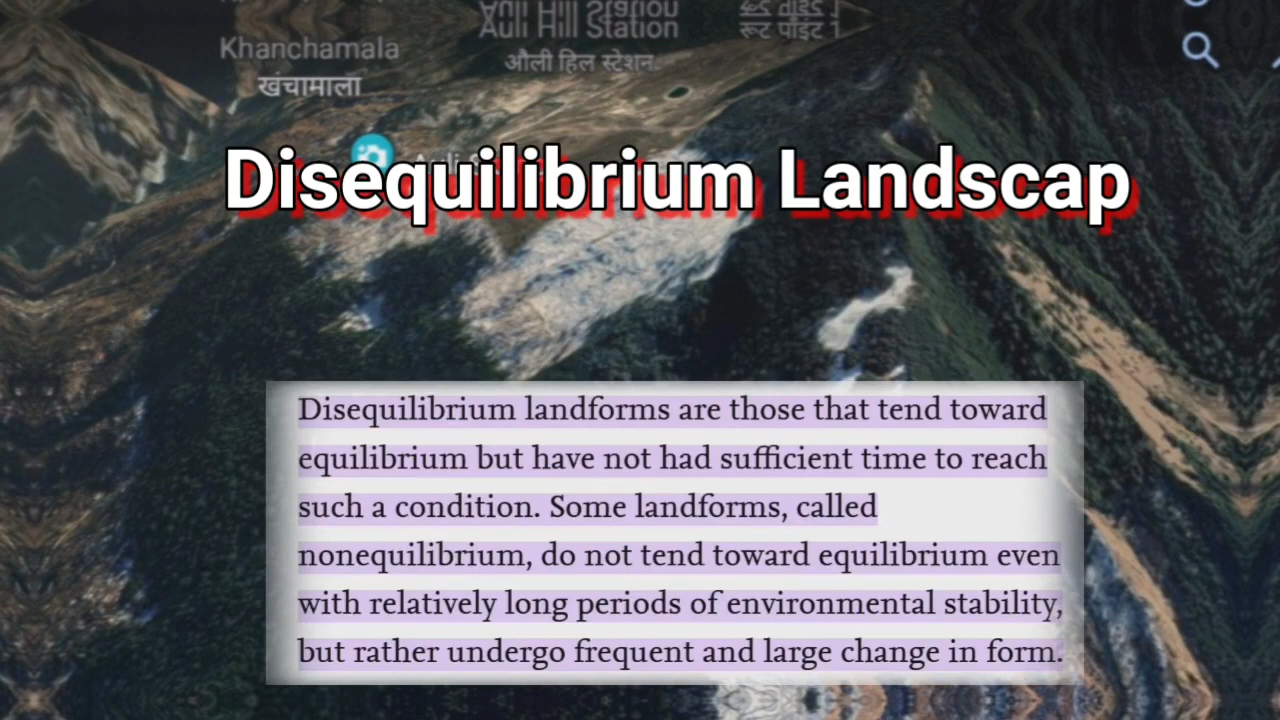 Auli Hill Station
Khanchamala
खंचामाला
औली हिल स्टेशन
रूट पॉइंट 1
Disequilibrium Landscap
Disequilibrium landforms are those that tend toward
equilibrium but have not had sufficient time to reach
such a condition. Some landforms, called
nonequilibrium, do not tend toward equilibrium even
with relatively long periods of environmental stability,
but rather undergo frequent and large change in form.